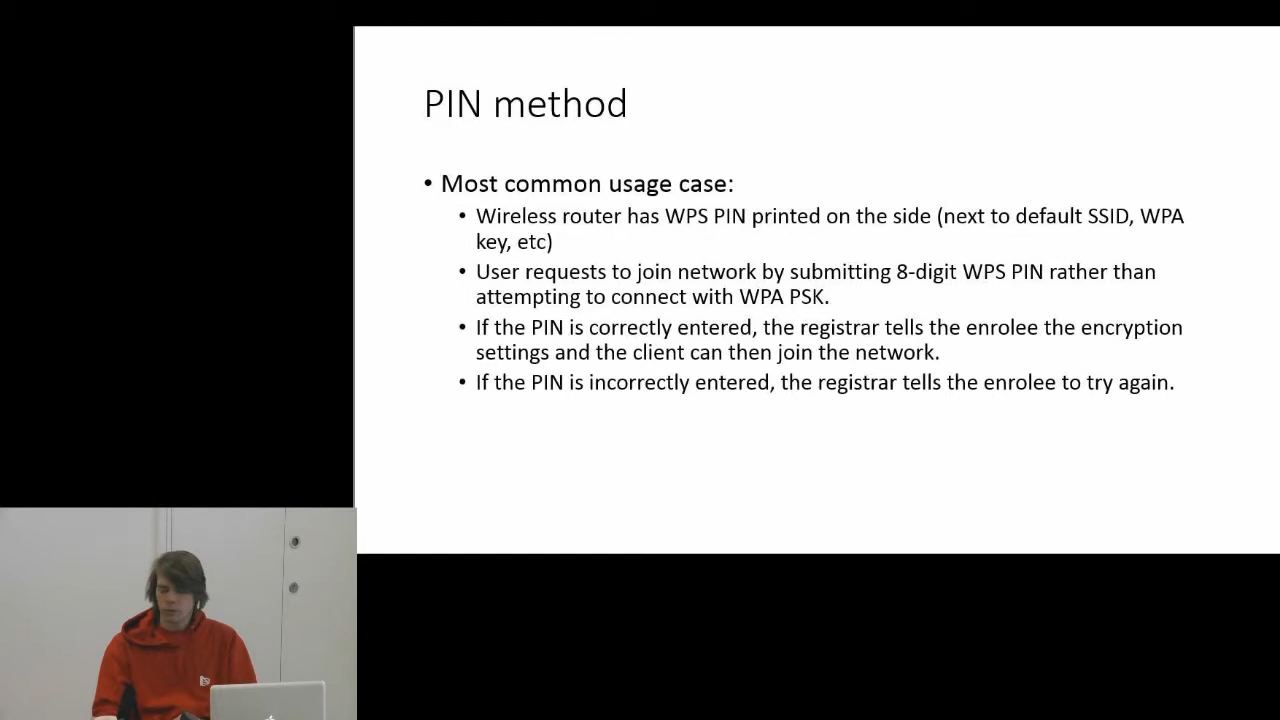 PIN method
• Most common usage case:
• Wireless router has WPS PIN printed on the side (next to default SSID, WPA
key, etc)
• User requests to join network by submitting 8-digit WPS PIN rather than
attempting to connect with WPA PSK.
• If the PIN is correctly entered, the registrar tells the enrolee the encryption
settings and the client can then join the network.
• If the PIN is incorrectly entered, the registrar tells the enrolee to try again.